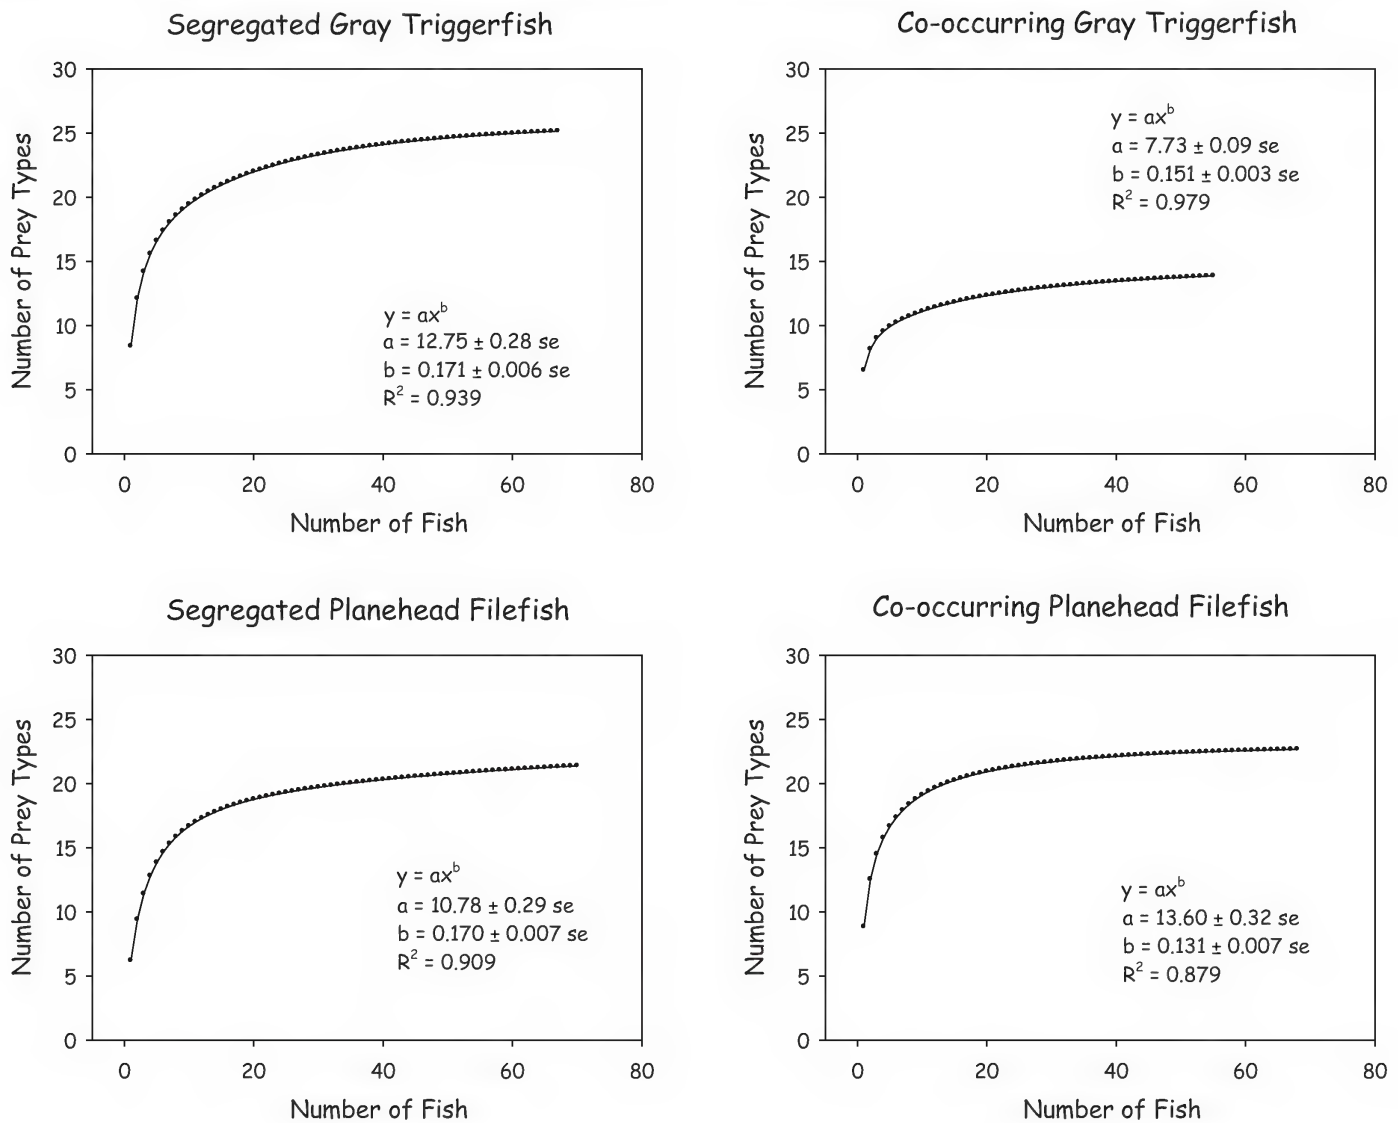 Segregated Gray Triggerfish
30
25
20
15
10
5
0
Number of Prey Types
y = ax^b
a = 12.75 ± 0.28 se
b = 0.171 ± 0.006 se
R² = 0.939
0 20 40 60 80
Number of Fish
Co-occurring Gray Triggerfish
30
25
20
15
10
5
0
Number of Prey Types
y = ax^b
a = 7.73 ± 0.09 se
b = 0.151 ± 0.003 se
R² = 0.979
0 20 40 60 80
Number of Fish
Segregated Planehead Filefish
30
25
20
15
10
5
0
Number of Prey Types
y = ax^b
a = 10.78 ± 0.29 se
b = 0.170 ± 0.007 se
R² = 0.909
0 20 40 60 80
Number of Fish
Co-occurring Planehead Filefish
30
25
20
15
10
5
0
Number of Prey Types
y = ax^b
a = 13.60 ± 0.32 se
b = 0.131 ± 0.007 se
R² = 0.879
0 20 40 60 80
Number of Fish